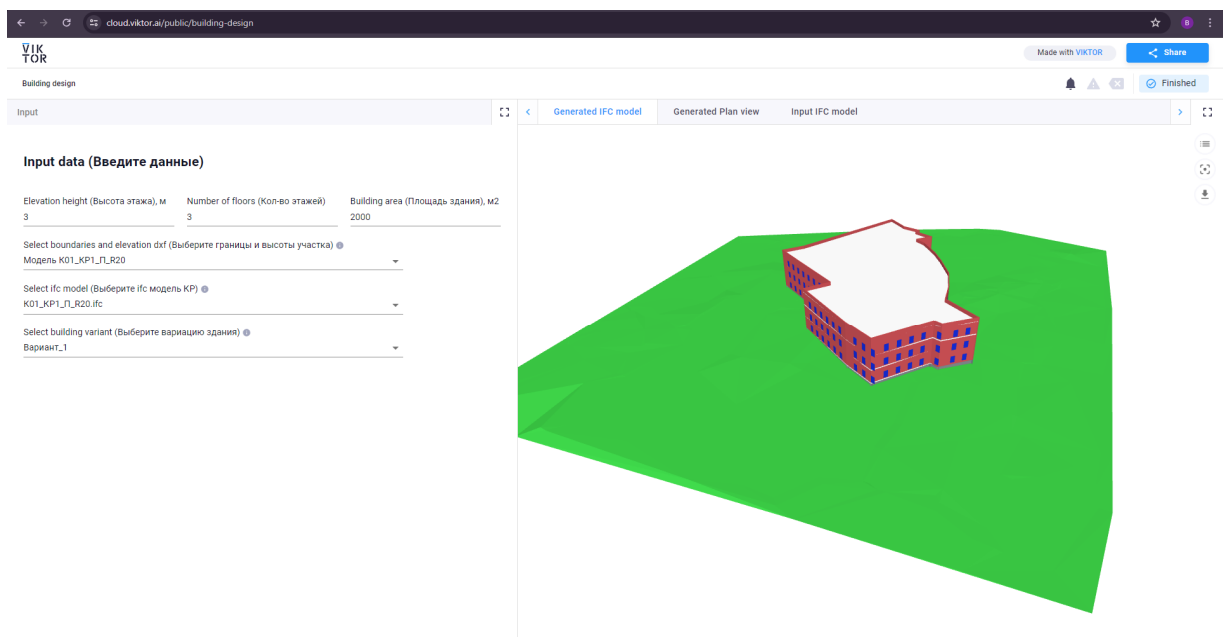 cloud.viktor.ai/public/building-design
B
VIK
TOR
Made with VIKTOR
Share
Building design
Finished
Input
Generated IFC model
Generated Plan view
Input IFC model
Input data (Введите данные)
Elevation height (Высота этажа), м
Number of floors (Кол-во этажей)
Building area (Площадь здания), м2
3
3
2000
Select boundaries and elevation dxf (Выберите границы и высоты участка)
Модель К01_КР1_П_R20
Select ifc model (Выберите ifc модель КР)
К01_КР1_П_R20.ifc
Select building variant (Выберите вариацию здания)
Вариант_1